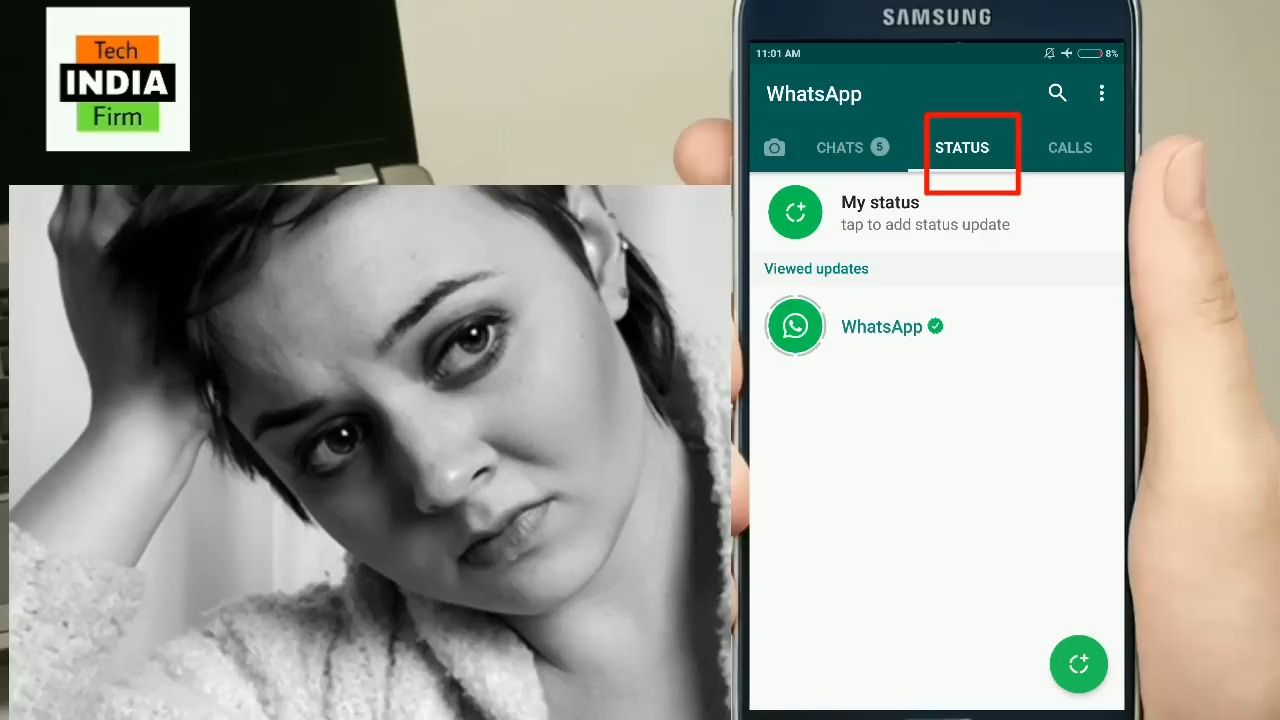 Tech
INDIA
Firm
SAMSUNG
11:01 AM 8%
WhatsApp
CHATS 5 STATUS CALLS
My status
tap to add status update
Viewed updates
WhatsApp